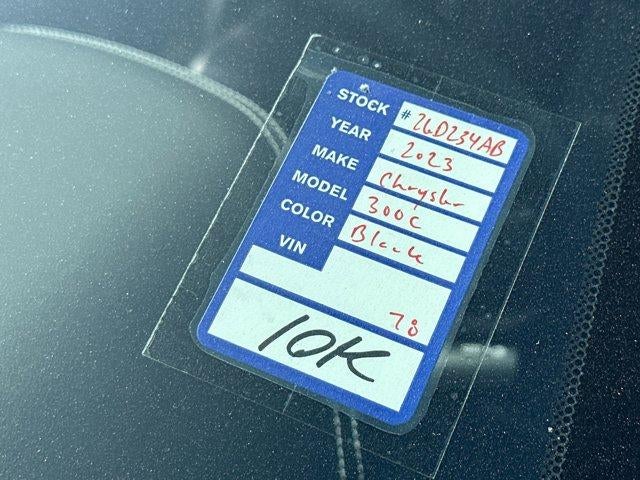 STOCK # 26D234AB
YEAR 2023
MAKE Chrysler
MODEL 300C
COLOR Black
VIN
78
10K